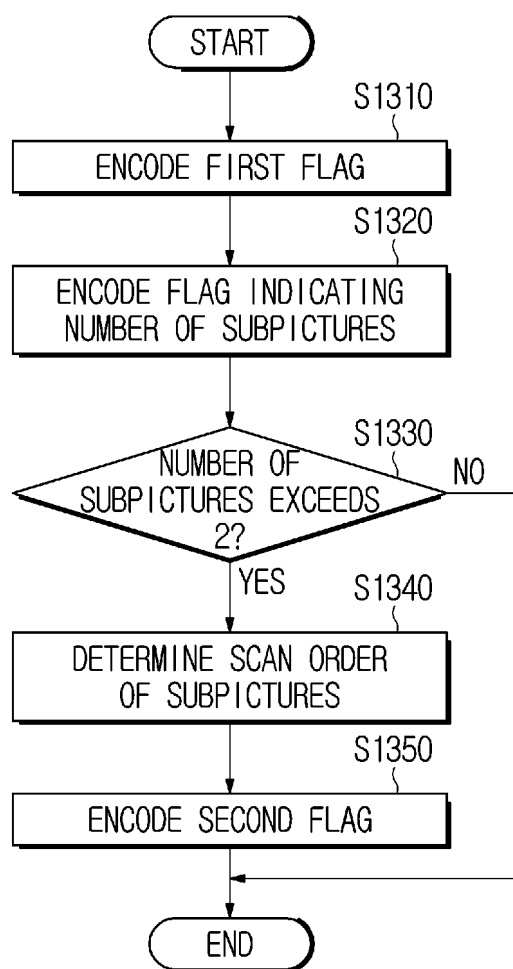 START
S1310
ENCODE FIRST FLAG
S1320
ENCODE FLAG INDICATING
NUMBER OF SUBPICTURES
S1330
NUMBER OF
SUBPICTURES EXCEEDS
2?
NO
YES
S1340
DETERMINE SCAN ORDER
OF SUBPICTURES
S1350
ENCODE SECOND FLAG
END